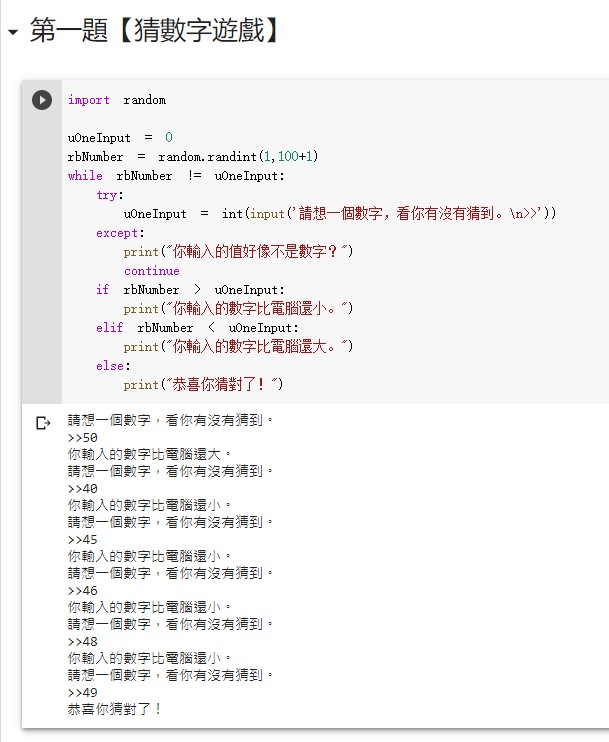 第一題【猜數字遊戲】
import random
uOneInput = 0
rbNumber = random.randint(1,100+1)
while rbNumber != uOneInput:
try:
uOneInput = int(input('請想一個數字，看你有沒有猜到。\n>>'))
except:
print("你輸入的值好像不是數字？")
continue
if rbNumber > uOneInput:
print("你輸入的數字比電腦還小。")
elif rbNumber < uOneInput:
print("你輸入的數字比電腦還大。")
else:
print("恭喜你猜對了！")
請想一個數字，看你有沒有猜到。
>>50
你輸入的數字比電腦還大。
請想一個數字，看你有沒有猜到。
>>40
你輸入的數字比電腦還小。
請想一個數字，看你有沒有猜到。
>>45
你輸入的數字比電腦還小。
請想一個數字，看你有沒有猜到。
>>46
你輸入的數字比電腦還小。
請想一個數字，看你有沒有猜到。
>>48
你輸入的數字比電腦還小。
請想一個數字，看你有沒有猜到。
>>49
恭喜你猜對了！